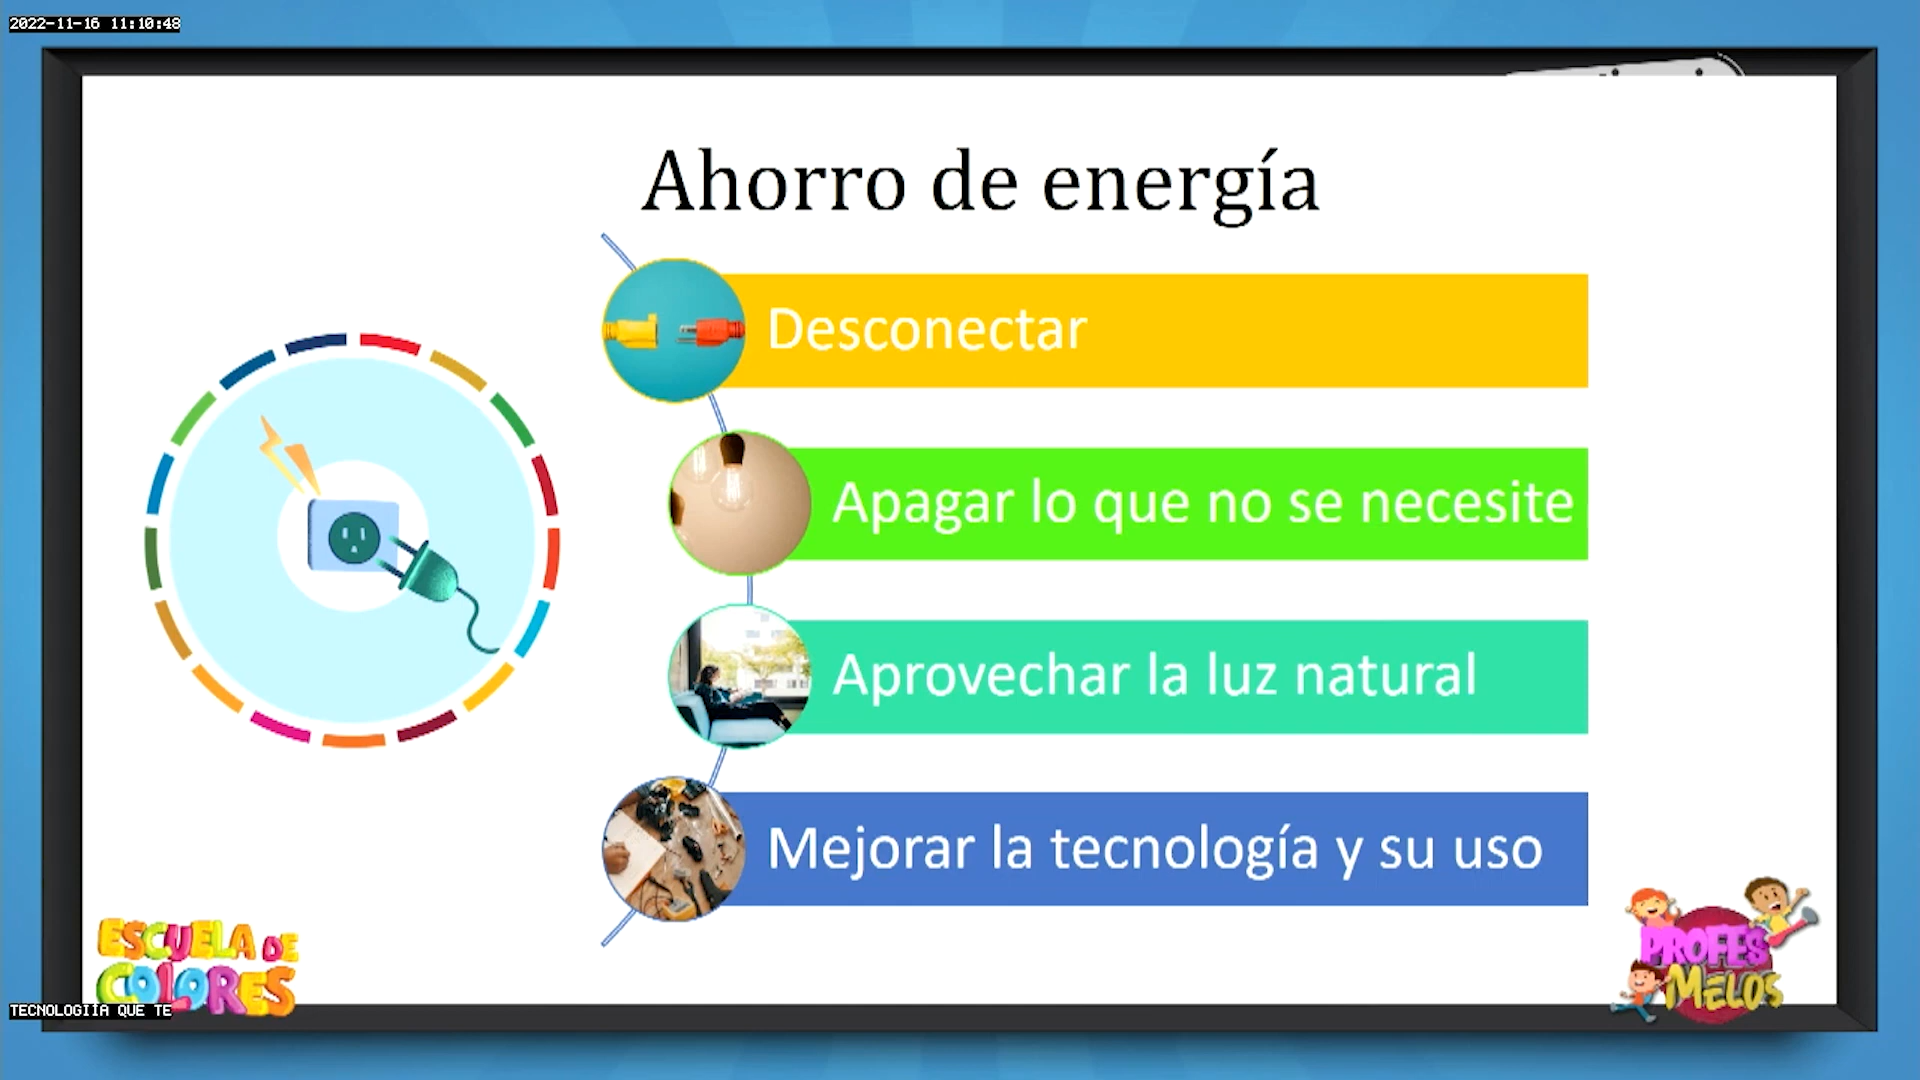 2022-11-16 11:10:48
Ahorro de energía
Desconectar
Apagar lo que no se necesite
Aprovechar la luz natural
Mejorar la tecnología y su uso
ESCUELA DE
COLORES
PROFES
MELOS
TECNOLOGIÍA QUE TE